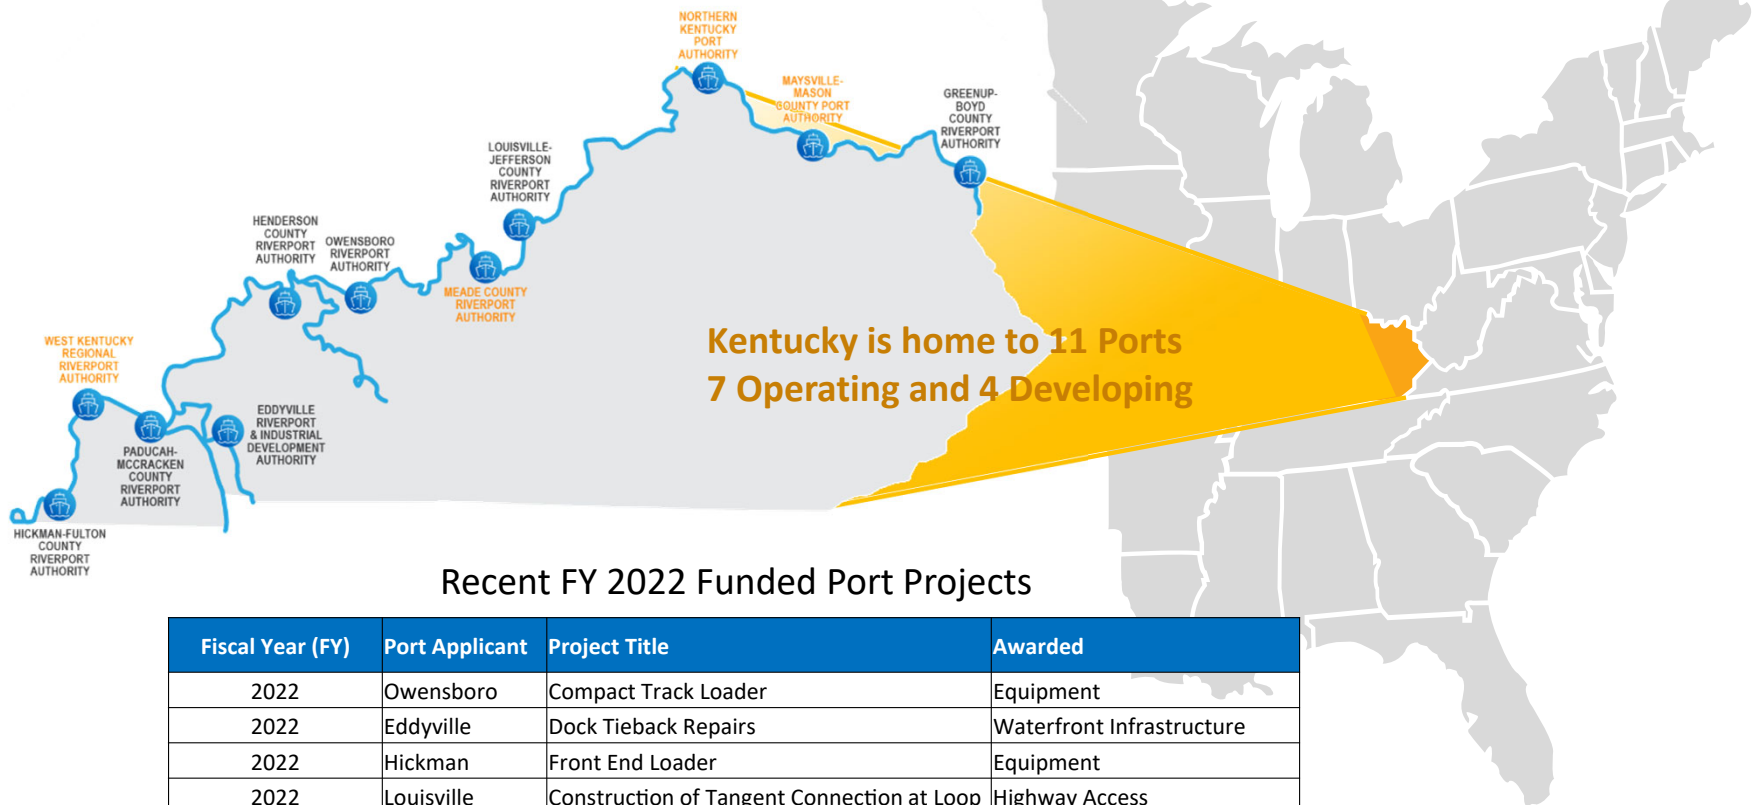 NORTHERN
KENTUCKY
PORT
AUTHORITY
MAYSVILLE-
MASON
COUNTY PORT
AUTHORITY
GREENUP-
BOYD
COUNTY
RIVERPORT
AUTHORITY
LOUISVILLE-
JEFFERSON
COUNTY
RIVERPORT
AUTHORITY
HENDERSON
COUNTY
RIVERPORT
AUTHORITY
OWENSBORO
RIVERPORT
AUTHORITY
MEADE COUNTY
RIVERPORT
AUTHORITY
WEST KENTUCKY
REGIONAL
RIVERPORT
AUTHORITY
EDDYVILLE
RIVERPORT
& INDUSTRIAL
DEVELOPMENT
AUTHORITY
PADUCAH-
MCCRACKEN
COUNTY
RIVERPORT
AUTHORITY
HICKMAN-FULTON
COUNTY
RIVERPORT
AUTHORITY
Kentucky is home to 11 Ports
7 Operating and 4 Developing
Recent FY 2022 Funded Port Projects
Fiscal Year (FY) Port Applicant Project Title Awarded
2022 Owensboro Compact Track Loader Equipment
2022 Eddyville Dock Tieback Repairs Waterfront Infrastructure
2022 Hickman Front End Loader Equipment
2022 Louisville Construction of Tangent Connection at Loop Highway Access